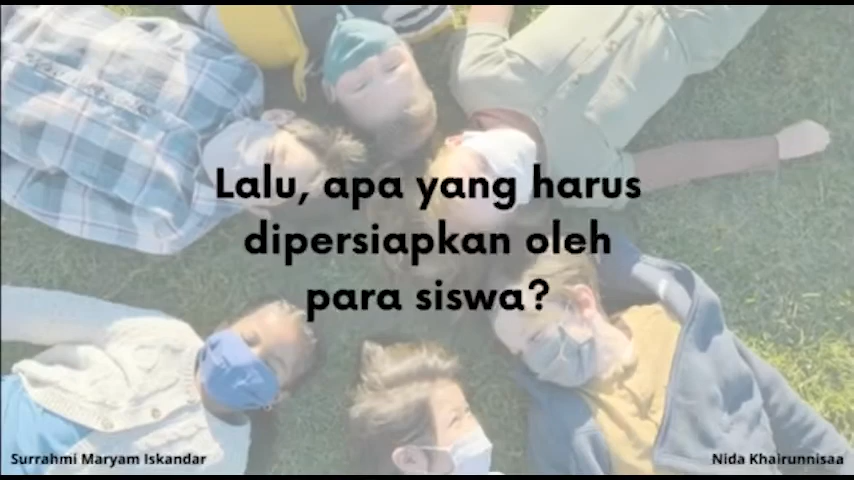 Lalu, apa yang harus
dipersiapkan oleh
para siswa?
Surrahmi Maryam Iskandar
Nida Khairunnisaa